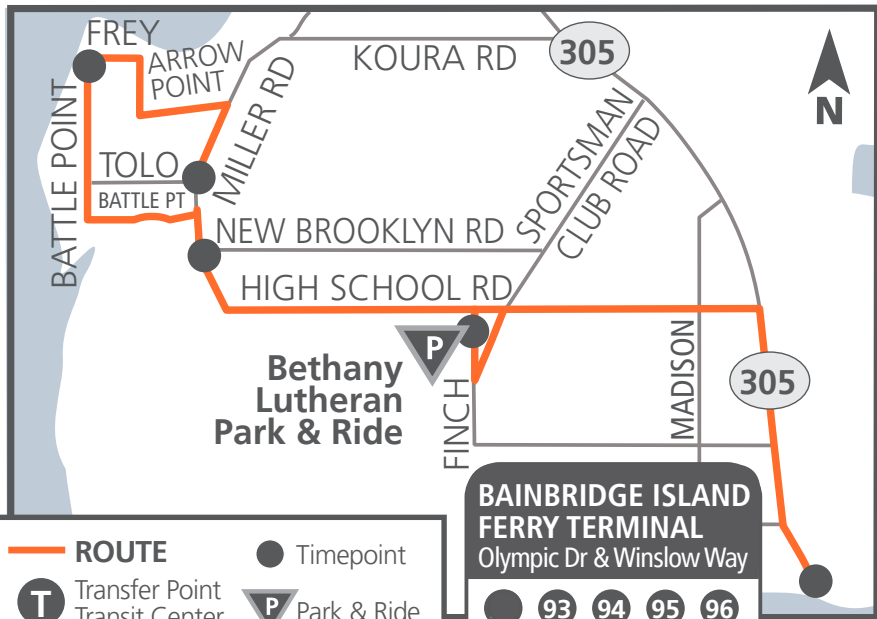 FREY
ARROW
POINT
KOURA RD
305
N
MILLER RD
BATTLE POINT
TOLO
BATTLE PT
SPORTSMAN
CLUB ROAD
NEW BROOKLYN RD
HIGH SCHOOL RD
P
Bethany
Lutheran
Park & Ride
FINCH
MADISON
305
BAINBRIDGE ISLAND
FERRY TERMINAL
Olympic Dr & Winslow Way
93 94 95 96
ROUTE
Timepoint
T
Transfer Point
Transit Center
P
Park & Ride